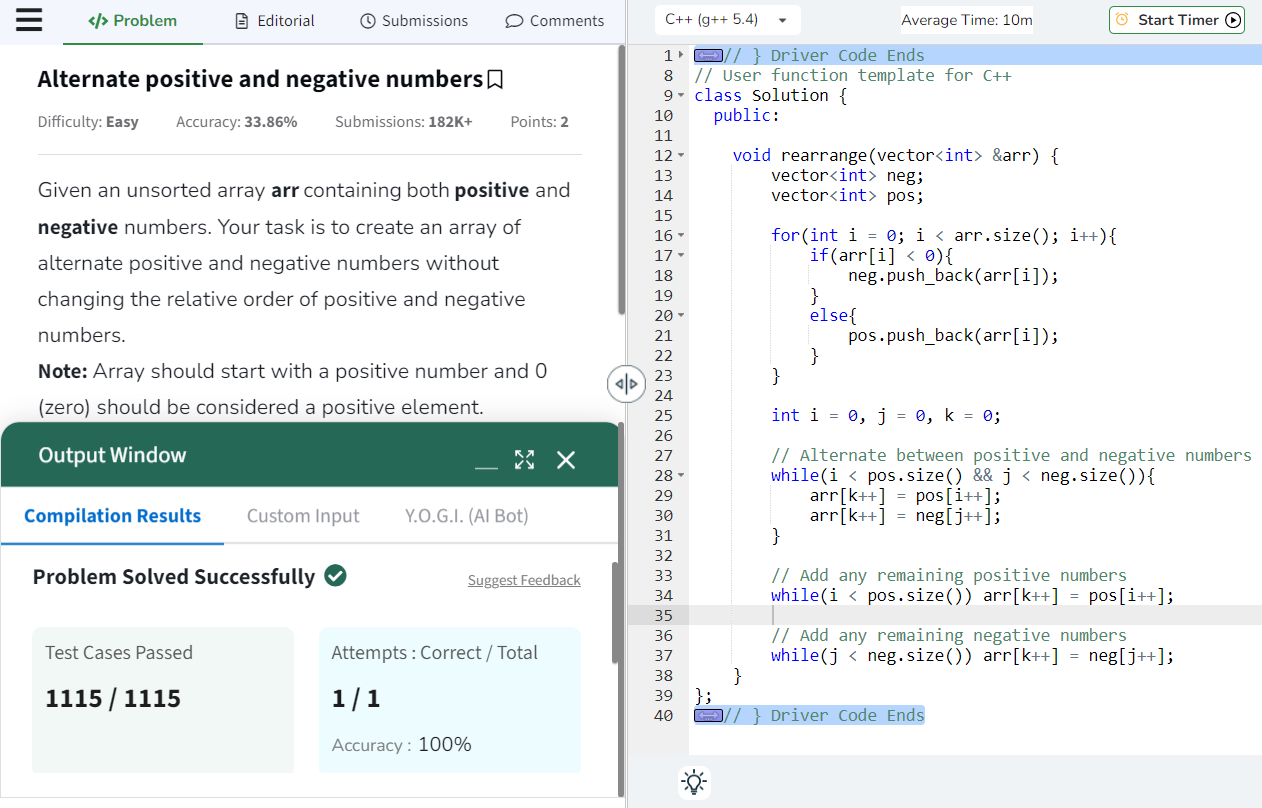 </> Problem
Editorial
Submissions
Comments
Alternate positive and negative numbers
Difficulty: Easy Accuracy: 33.86% Submissions: 182K+ Points: 2
Given an unsorted array arr containing both positive and
negative numbers. Your task is to create an array of
alternate positive and negative numbers without
changing the relative order of positive and negative
numbers.
Note: Array should start with a positive number and 0
(zero) should be considered a positive element.
Output Window
Compilation Results Custom Input Y.O.G.I. (AI Bot)
Problem Solved Successfully
Suggest Feedback
Test Cases Passed
1115 / 1115
Attempts : Correct / Total
1 / 1
Accuracy : 100%
C++ (g++ 5.4)
Average Time: 10m
Start Timer
1 // } Driver Code Ends
8 // User function template for C++
9 class Solution {
10 public:
11
12 void rearrange(vector<int> &arr) {
13 vector<int> neg;
14 vector<int> pos;
15
16 for(int i = 0; i < arr.size(); i++){
17 if(arr[i] < 0){
18 neg.push_back(arr[i]);
19 }
20 else{
21 pos.push_back(arr[i]);
22 }
23 }
24
25 int i = 0, j = 0, k = 0;
26
27 // Alternate between positive and negative numbers
28 while(i < pos.size() && j < neg.size()){
29 arr[k++] = pos[i++];
30 arr[k++] = neg[j++];
31 }
32
33 // Add any remaining positive numbers
34 while(i < pos.size()) arr[k++] = pos[i++];
35
36 // Add any remaining negative numbers
37 while(j < neg.size()) arr[k++] = neg[j++];
38 }
39 };
40 // } Driver Code Ends